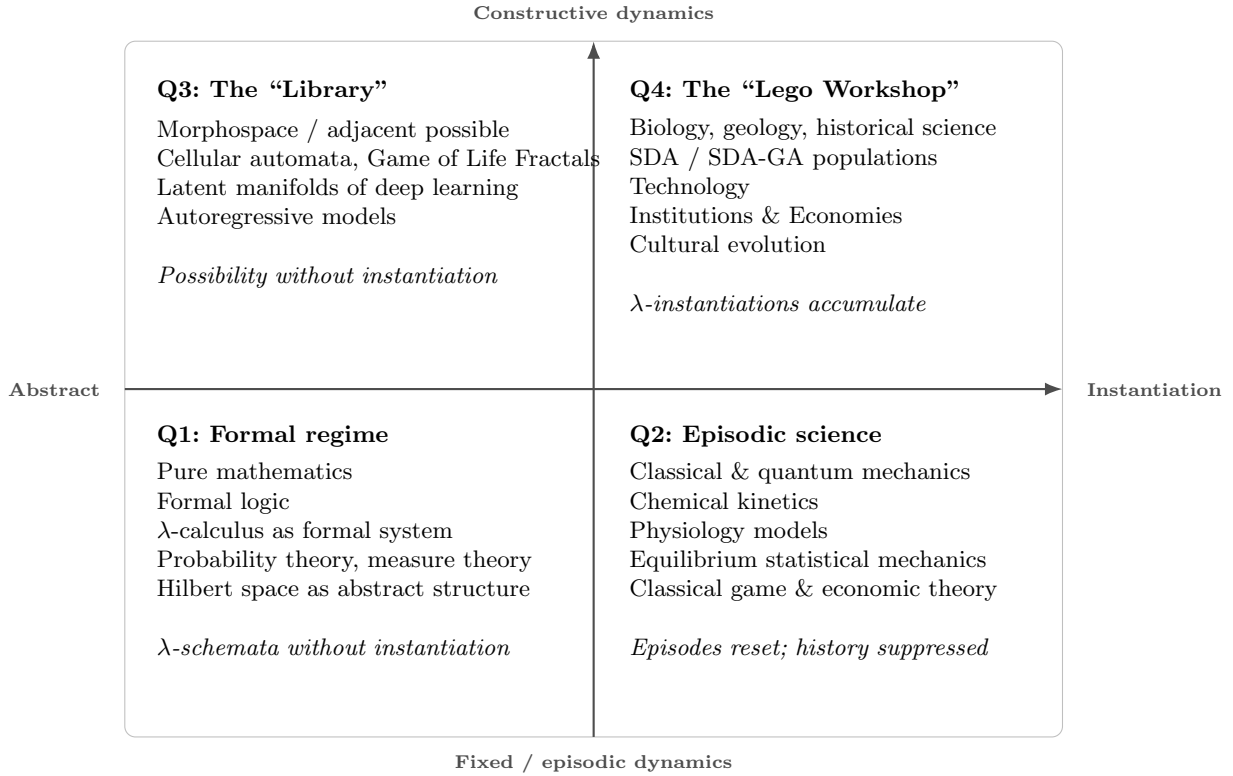 Constructive dynamics
Q3: The “Library”
Morphospace / adjacent possible
Cellular automata, Game of Life Fractals
Latent manifolds of deep learning
Autoregressive models
Possibility without instantiation
Q4: The “Lego Workshop”
Biology, geology, historical science
SDA / SDA-GA populations
Technology
Institutions & Economies
Cultural evolution
λ-instantiations accumulate
Abstract
Instantiation
Q1: Formal regime
Pure mathematics
Formal logic
λ-calculus as formal system
Probability theory, measure theory
Hilbert space as abstract structure
λ-schemata without instantiation
Q2: Episodic science
Classical & quantum mechanics
Chemical kinetics
Physiology models
Equilibrium statistical mechanics
Classical game & economic theory
Episodes reset; history suppressed
Fixed / episodic dynamics